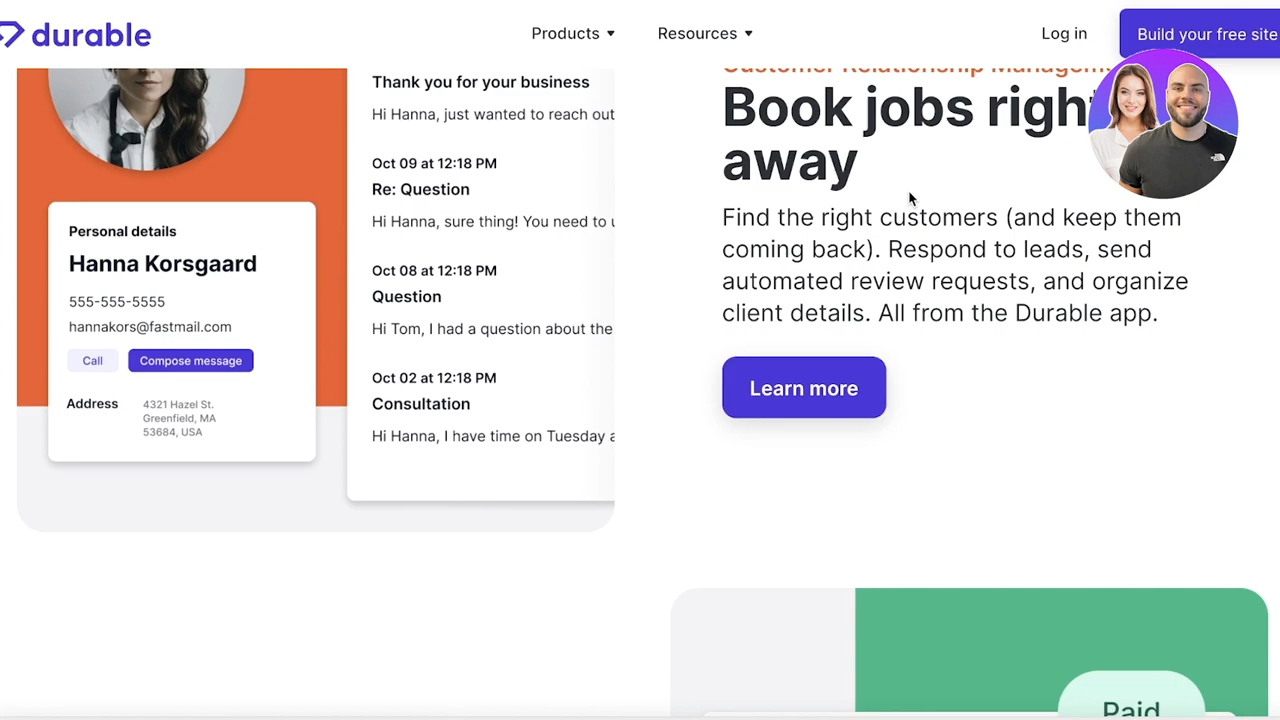 durable
Products
Resources
Log in
Build your free site
Thank you for your business
Hi Hanna, just wanted to reach out
Oct 09 at 12:18 PM
Re: Question
Hi Hanna, sure thing! You need to
Oct 08 at 12:18 PM
Question
Hi Tom, I had a question about the
Oct 02 at 12:18 PM
Consultation
Hi Hanna, I have time on Tuesday
Personal details
Hanna Korsgaard
555-555-5555
hannakors@fastmail.com
Call
Compose message
Address
4321 Hazel St.
Greenfield, MA
53684, USA
Customer Relationship
Book jobs right
away
Find the right customers (and keep them
coming back). Respond to leads, send
automated review requests, and organize
client details. All from the Durable app.
Learn more
Paid